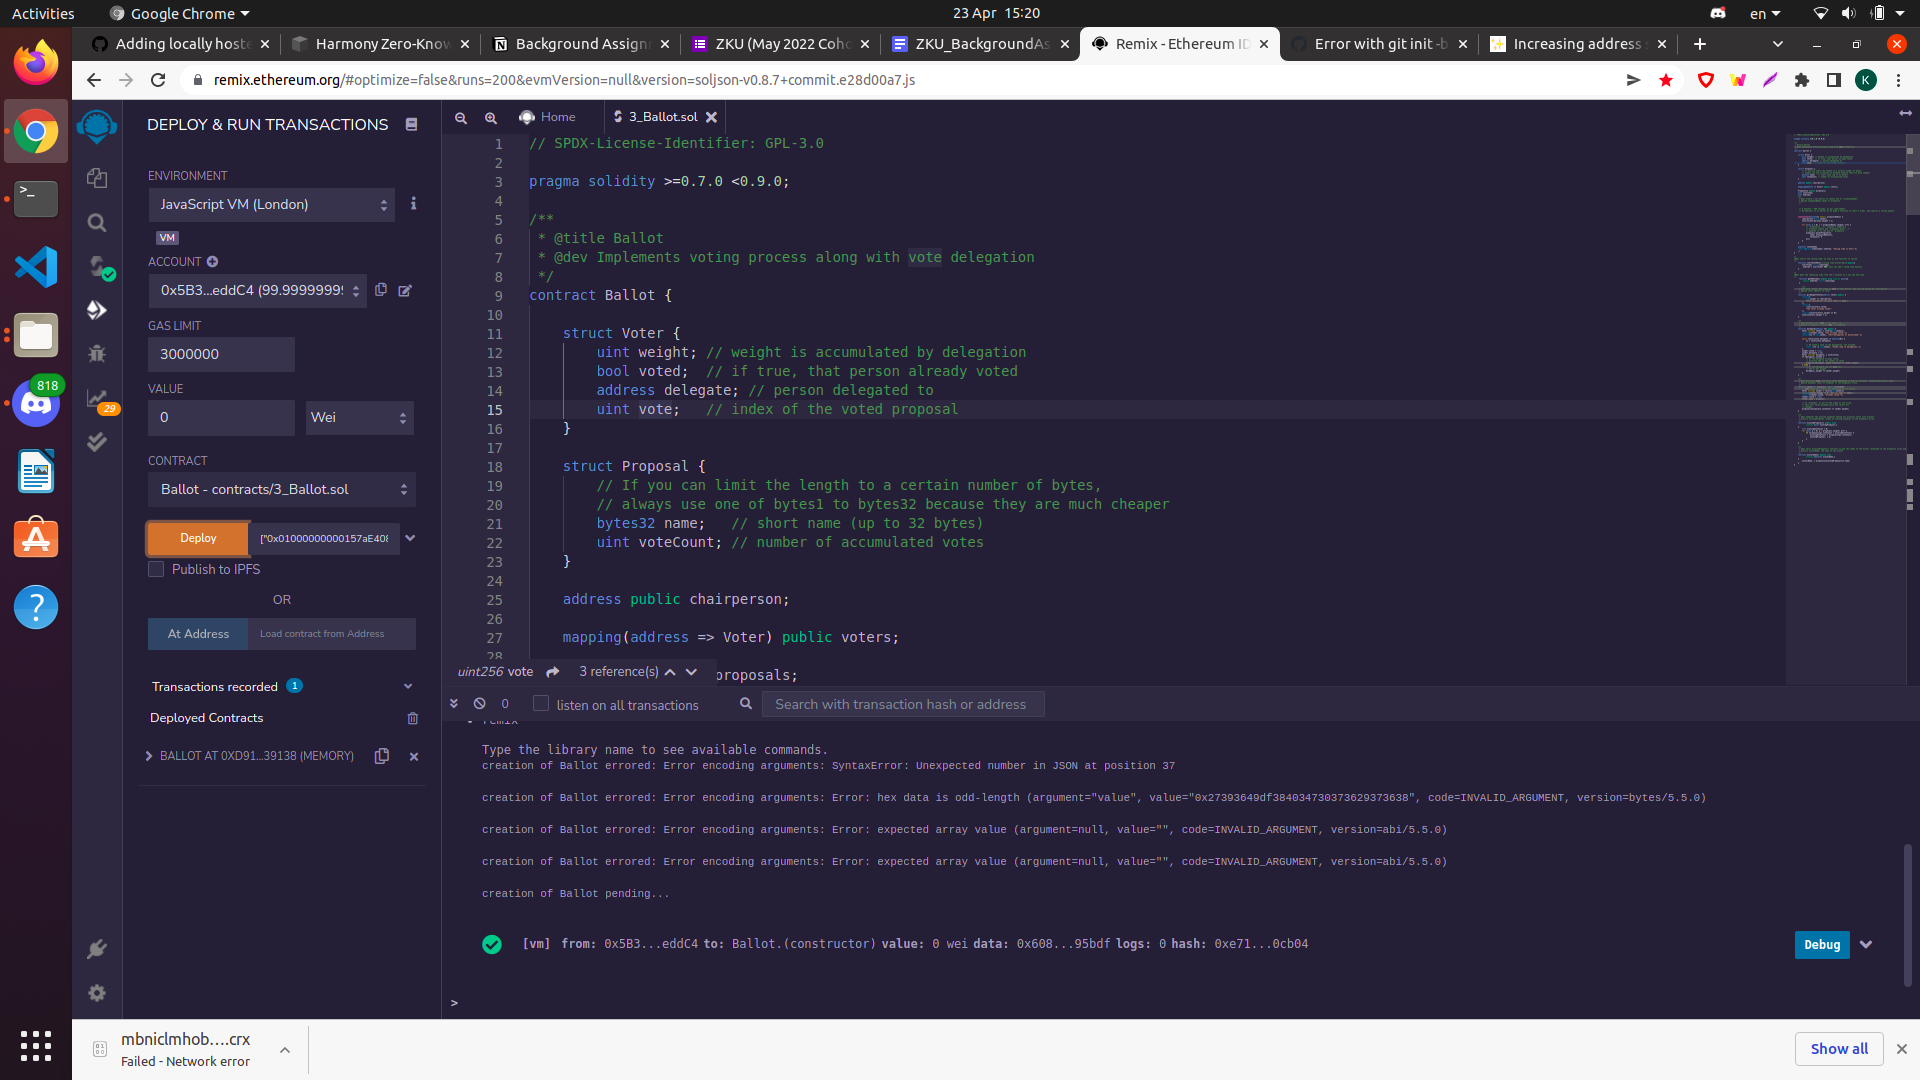 Activities
Google Chrome
23 Apr 15:20
en
Adding locally hoste
Harmony Zero-Know
Background Assign
ZKU (May 2022 Coho
ZKU_BackgroundAs
Remix - Ethereum ID
Error with git init -b
Increasing address s
remix.ethereum.org/#optimize=false&runs=200&evmVersion=null&version=soljson-v0.8.7+commit.e28d00a7.js
K
818
DEPLOY & RUN TRANSACTIONS
ENVIRONMENT
JavaScript VM (London)
VM
ACCOUNT
0x5B3...eddC4 (99.99999999
GAS LIMIT
3000000
VALUE
0
Wei
29
CONTRACT
Ballot - contracts/3_Ballot.sol
Deploy
["0x01000000000157aE408
Publish to IPFS
OR
At Address
Load contract from Address
Transactions recorded 1
Deployed Contracts
BALLOT AT 0XD91...39138 (MEMORY)
Home
3_Ballot.sol
1 // SPDX-License-Identifier: GPL-3.0
2
3 pragma solidity >=0.7.0 <0.9.0;
4
5 /**
6 * @title Ballot
7 * @dev Implements voting process along with vote delegation
8 */
9 contract Ballot {
10
11 struct Voter {
12 uint weight; // weight is accumulated by delegation
13 bool voted; // if true, that person already voted
14 address delegate; // person delegated to
15 uint vote; // index of the voted proposal
16 }
17
18 struct Proposal {
19 // If you can limit the length to a certain number of bytes,
20 // always use one of bytes1 to bytes32 because they are much cheaper
21 bytes32 name; // short name (up to 32 bytes)
22 uint voteCount; // number of accumulated votes
23 }
24
25 address public chairperson;
26
27 mapping(address => Voter) public voters;
28
proposals;
uint256 vote
3 reference(s)
0
listen on all transactions
Search with transaction hash or address
remix
Type the library name to see available commands.
creation of Ballot errored: Error encoding arguments: SyntaxError: Unexpected number in JSON at position 37
creation of Ballot errored: Error encoding arguments: Error: hex data is odd-length (argument="value", value="0x27393649df384034730373629373638", code=INVALID_ARGUMENT, version=bytes/5.5.0)
creation of Ballot errored: Error encoding arguments: Error: expected array value (argument=null, value="", code=INVALID_ARGUMENT, version=abi/5.5.0)
creation of Ballot errored: Error encoding arguments: Error: expected array value (argument=null, value="", code=INVALID_ARGUMENT, version=abi/5.5.0)
creation of Ballot pending...
[vm] from: 0x5B3...eddC4 to: Ballot.(constructor) value: 0 wei data: 0x608...95bdf logs: 0 hash: 0xe71...0cb04
Debug
>
mbniclmhob....crx
Failed - Network error
Show all